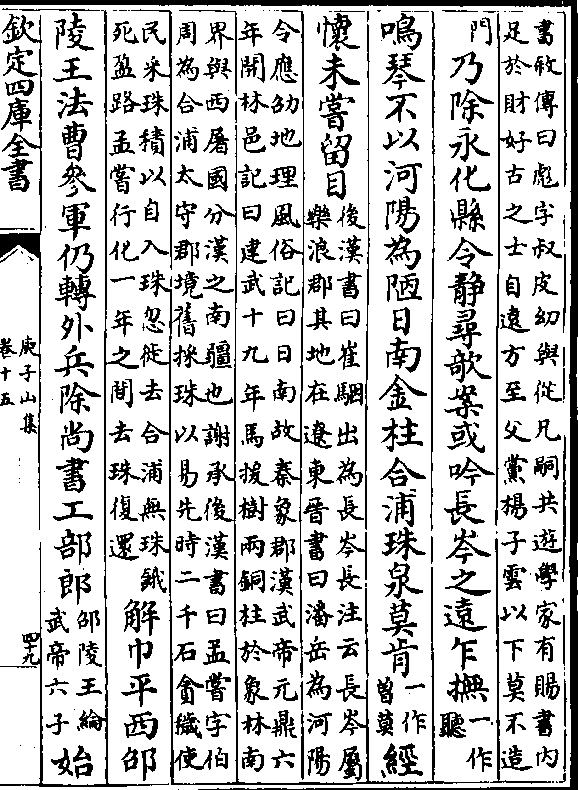 書敘傳曰彪字叔皮幼與從兄嗣共遊學家有賜書内
足於財好古之士自遠方至父黨楊子雲以下莫不造
門乃除永化縣令静尋欹案或吟長岑之遠乍撫一作聽
鳴琴不以河陽為陋日南金柱合浦珠泉莫肯一作曾莫經
懷未嘗留目後漢書曰崔駰出為長岑長注云長岑屬
樂浪郡其地在遼東晉書曰潘岳為河陽
令應劭地理風俗記曰日南故秦象郡漢武帝元鼎六
年開林邑記曰建武十九年馬援樹兩銅柱於象林南
界與西屠國分漢之南疆也謝承後漢書曰孟嘗字伯
周為合浦太守郡境舊採珠以易先時二千石貪穢使
民采珠積以自入珠忽徙去合浦無珠餓
死盈路孟嘗行化一年之間去珠復還解巾平西邵
陵王法曹參軍仍轉外兵除尚書工部郎邵陵王綸武帝六子始
欽定四庫全書
庾子山集
卷十五
四十九